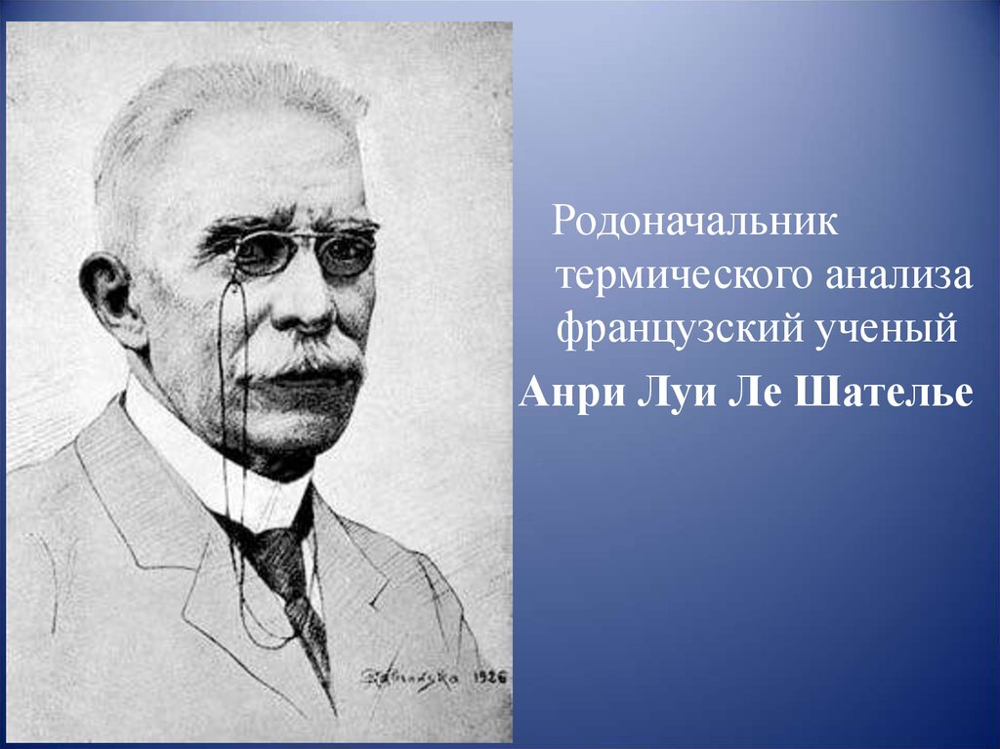 Родоначальник
термического анализа
французский ученый
Анри Луи Ле Шателье
1926